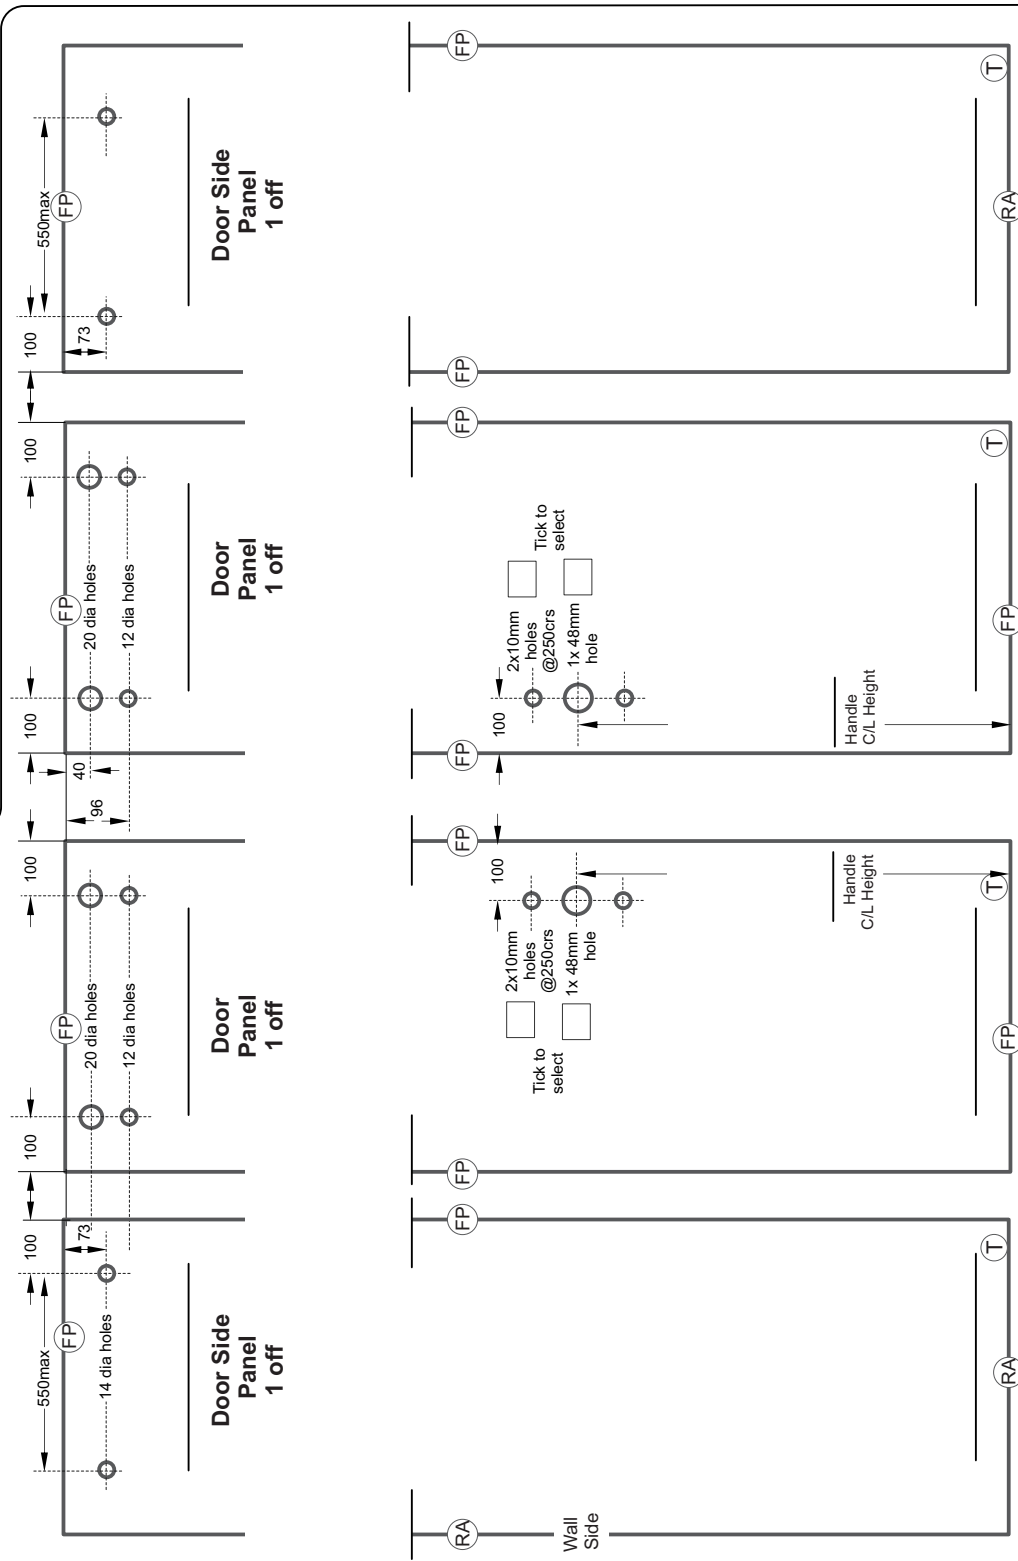 100
550max
FP
73
14 dia holes
Door Side
Panel
1 off
RA
FP
Wall
Side
T
RA
100
100
FP
20 dia holes
12 dia holes
Door
Panel
1 off
FP
FP
100
2x10mm
holes
@250crs
1x 48mm
hole
Tick to
select
Handle
C/L Height
T
FP
40
96
100
100
FP
20 dia holes
12 dia holes
Door
Panel
1 off
FP
FP
100
2x10mm
holes
@250crs
1x 48mm
hole
Tick to
select
Handle
C/L Height
T
FP
100
550max
FP
73
Door Side
Panel
1 off
FP
FP
T
RA